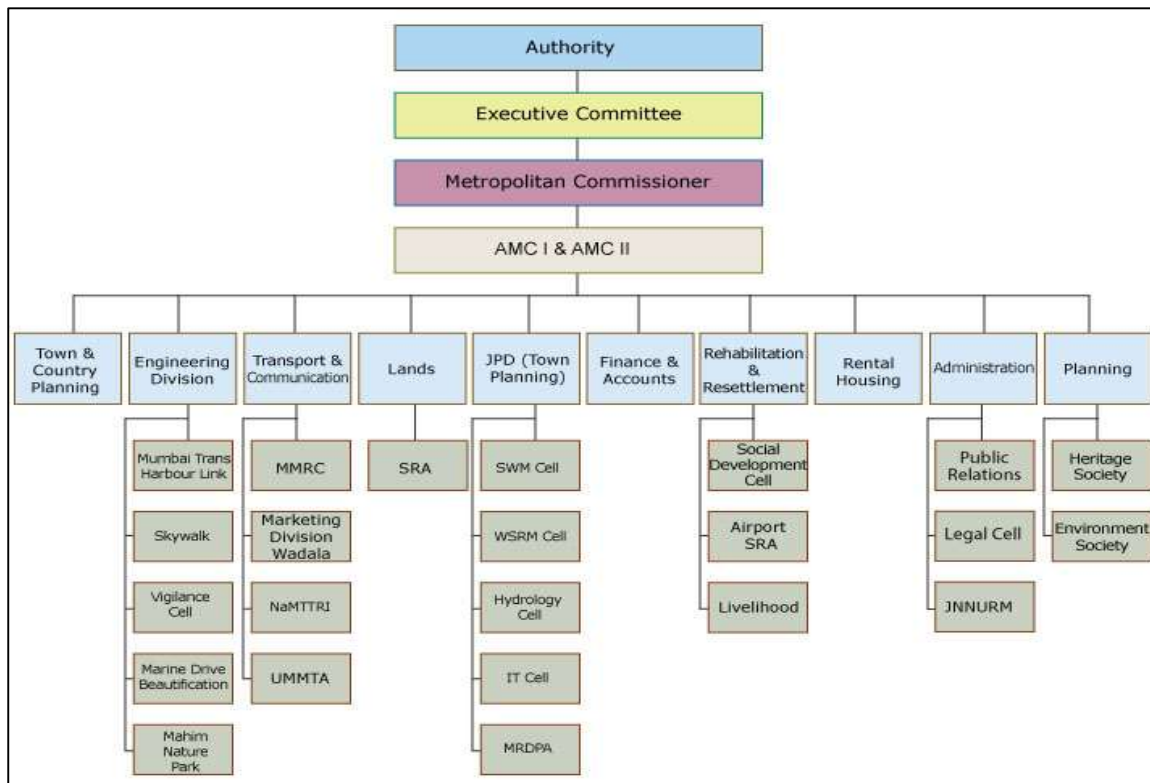 Authority
Executive Committee
Metropolitan Commissioner
AMC I & AMC II
Town &
Country
Planning
Engineering
Division
Transport &
Communication
Lands
JPD (Town
Planning)
Finance &
Accounts
Rehabilitation
&
Resettlement
Rental
Housing
Administration
Planning
Mumbai Trans
Harbour Link
MMRC
SRA
SWM Cell
Social
Development
Cell
Public
Relations
Heritage
Society
Skywalk
Marketing
Division
Wadala
WSRM Cell
Airport
SRA
Legal Cell
Environment
Society
Vigilance
Cell
NaMTTRI
Hydrology
Cell
Livelihood
JNNURM
Marine Drive
Beautification
UMMTA
IT Cell
Mahim
Nature
Park
MRDPA